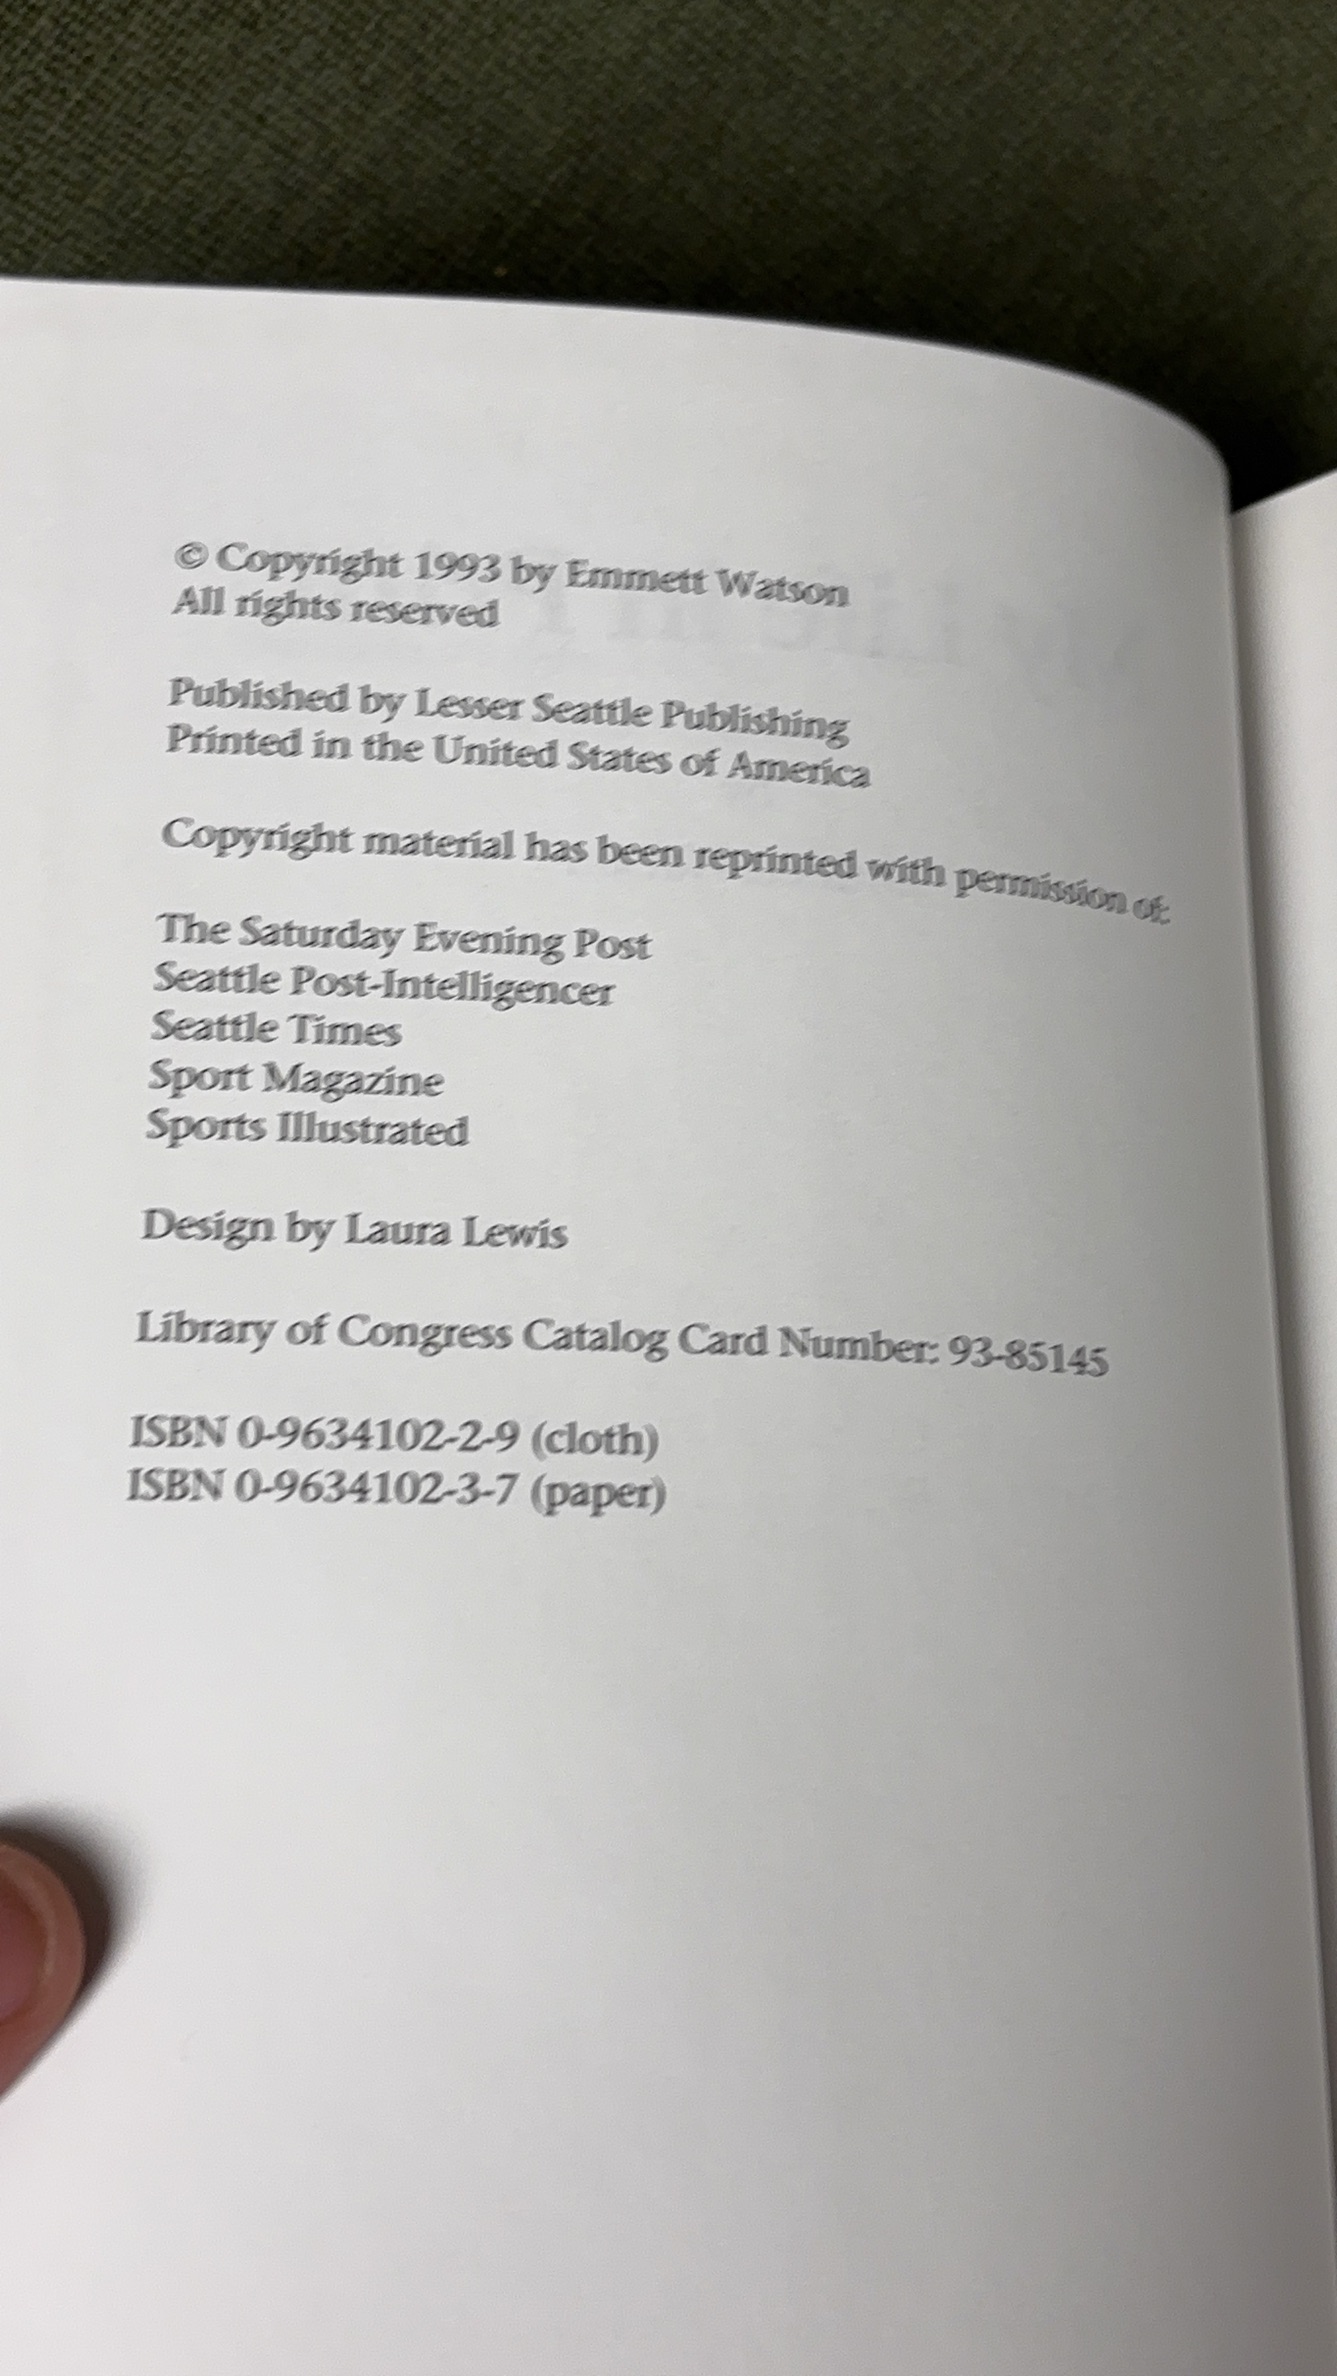 © Copyright 1993 by Emmett Watson
All rights reserved
Published by Lesser Seattle Publishing
Printed in the United States of America
Copyright material has been reprinted with permission of:
The Saturday Evening Post
Seattle Post-Intelligencer
Seattle Times
Sport Magazine
Sports Illustrated
Design by Laura Lewis
Library of Congress Catalog Card Number: 93-85145
ISBN 0-9634102-2-9 (cloth)
ISBN 0-9634102-3-7 (paper)